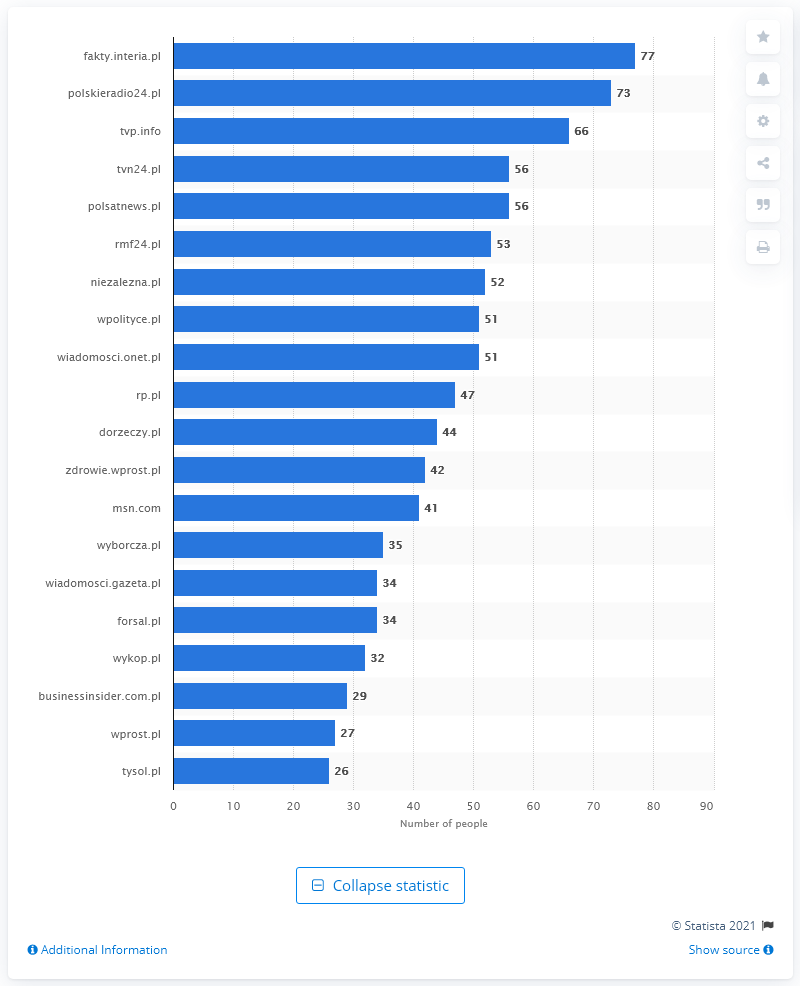 fakty.interia.pl 77
polskieradio24.pl 73
tvp.info 66
tvn24.pl 56
polsatnews.pl 56
rmf24.pl 53
niezalezna.pl 52
wpolityce.pl 51
wiadomosci.onet.pl 51
rp.pl 47
dorzeczy.pl 44
zdrowie.wprost.pl 42
msn.com 41
wyborcza.pl 35
wiadomosci.gazeta.pl 34
forsal.pl 34
wykop.pl 32
businessinsider.com.pl 29
wprost.pl 27
tysol.pl 26
0 10 20 30 40 50 60 70 80 90
Number of people
Collapse statistic
© Statista 2021
Additional Information Show source